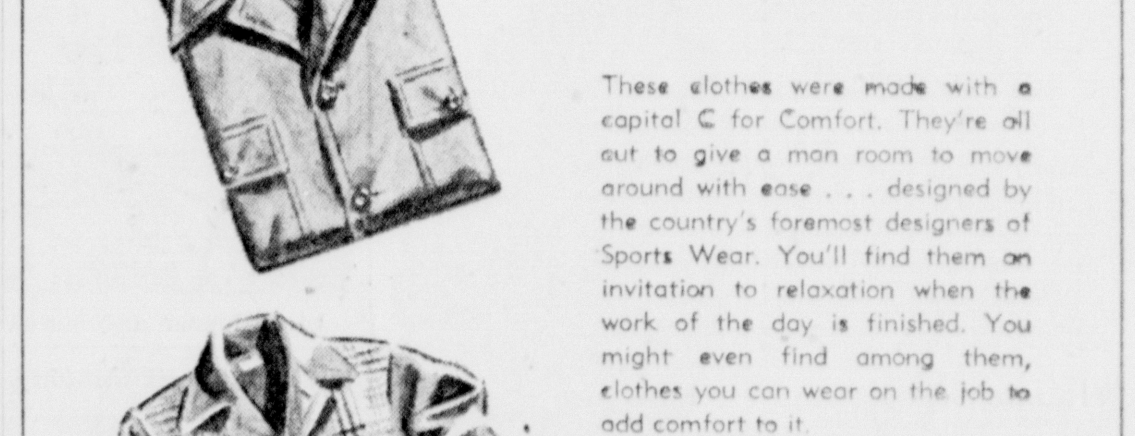 These clothes were made with a
capital C for Comfort. They're all
cut to give a man room to move
around with ease . . . designed by
the country's foremost designers of
Sports Wear. You'll find them an
invitation to relaxation when the
work of the day is finished. You
might even find among them,
clothes you can wear on the job to
add comfort to it.